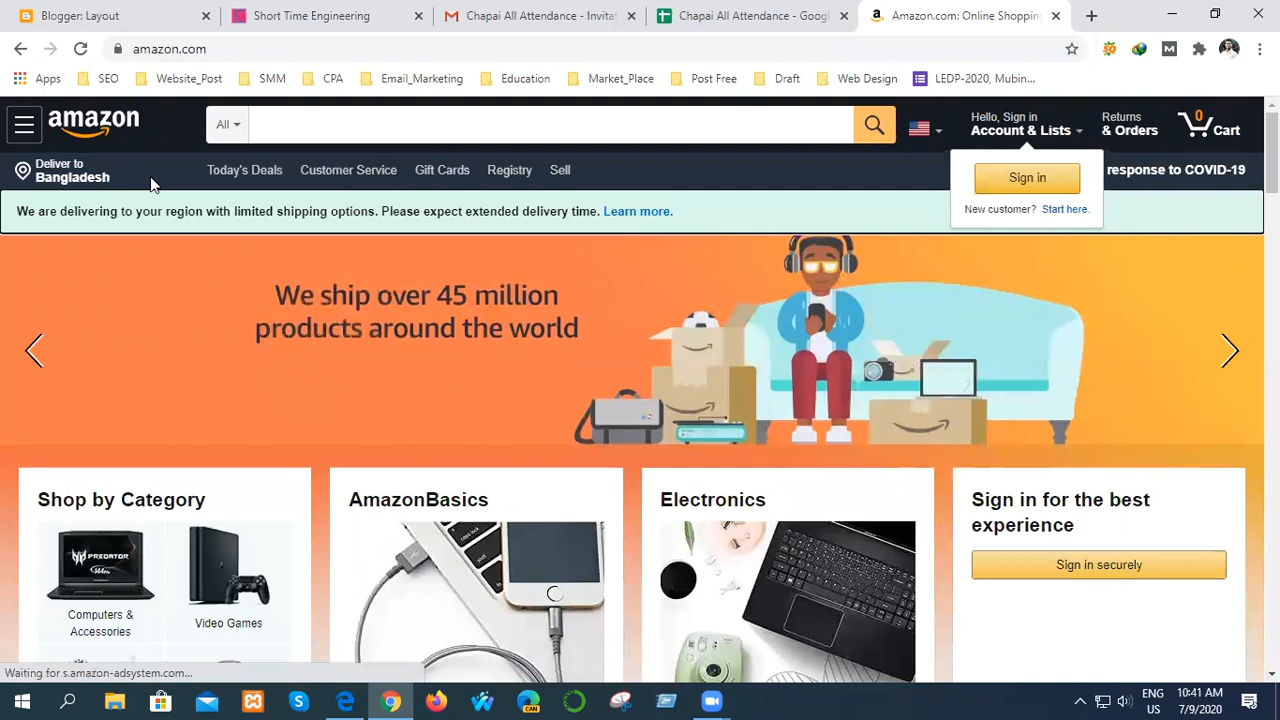 Blogger: Layout
Short Time Engineering
Chapai All Attendance - Invitat
Chapai All Attendance - Google
Amazon.com: Online Shopping
amazon.com
Apps
SEO
Website_Post
SMM
CPA
Email_Marketing
Education
Market_Place
Post Free
Draft
Web Design
LEDP-2020, Mubin...
amazon
All
Hello, Sign in
Account & Lists
Returns
& Orders
0
Cart
Deliver to
Bangladesh
Today's Deals
Customer Service
Gift Cards
Registry
Sell
response to COVID-19
Sign in
New customer? Start here.
We are delivering to your region with limited shipping options. Please expect extended delivery time. Learn more.
We ship over 45 million
products around the world
Shop by Category
AmazonBasics
Electronics
Sign in for the best
experience
Sign in securely
PREDATOR
Computers &
Accessories
Video Games
Waiting for s.amazon-adsystem.com...
CAN
ENG
US
10:41 AM
7/9/2020